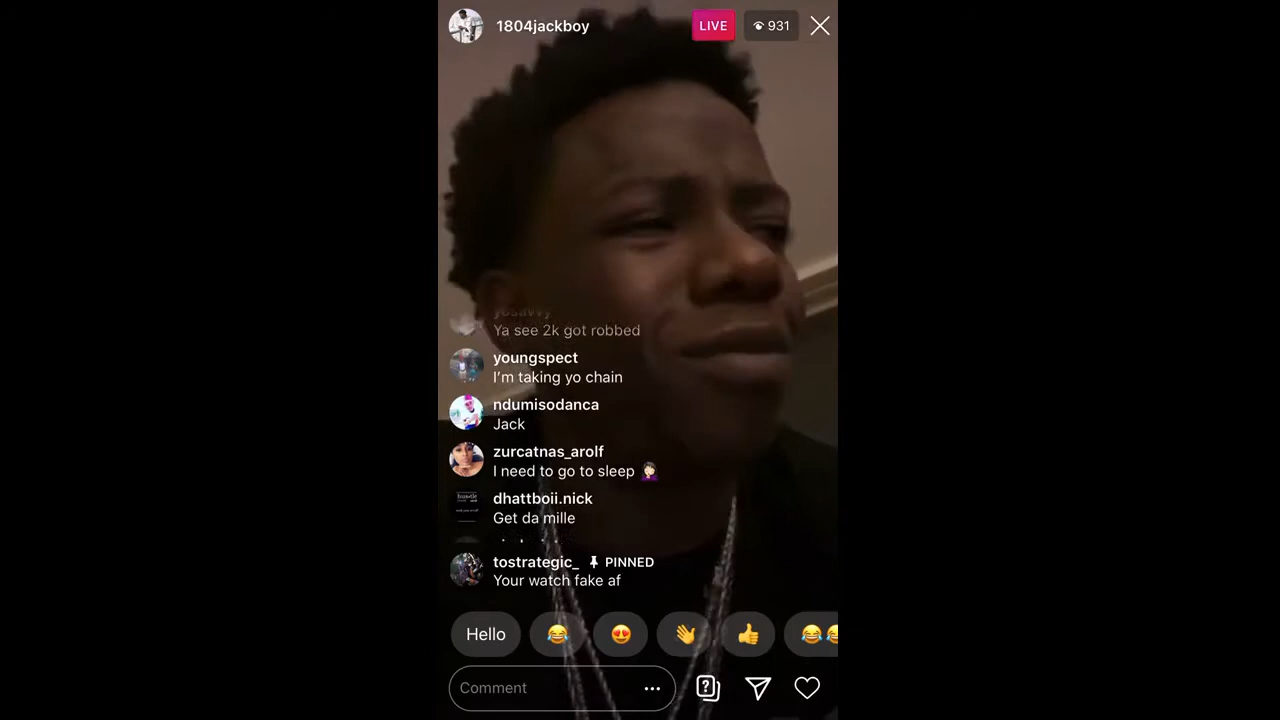 1804jackboy
LIVE
931
Ya see 2k got robbed
youngspect
I'm taking yo chain
ndumisodanca
Jack
zurcatnas_arolf
I need to go to sleep 🤦🏻‍♀️
dhattboii.nick
Get da mille
tostrategic_ PINNED
Your watch fake af
Hello
Comment